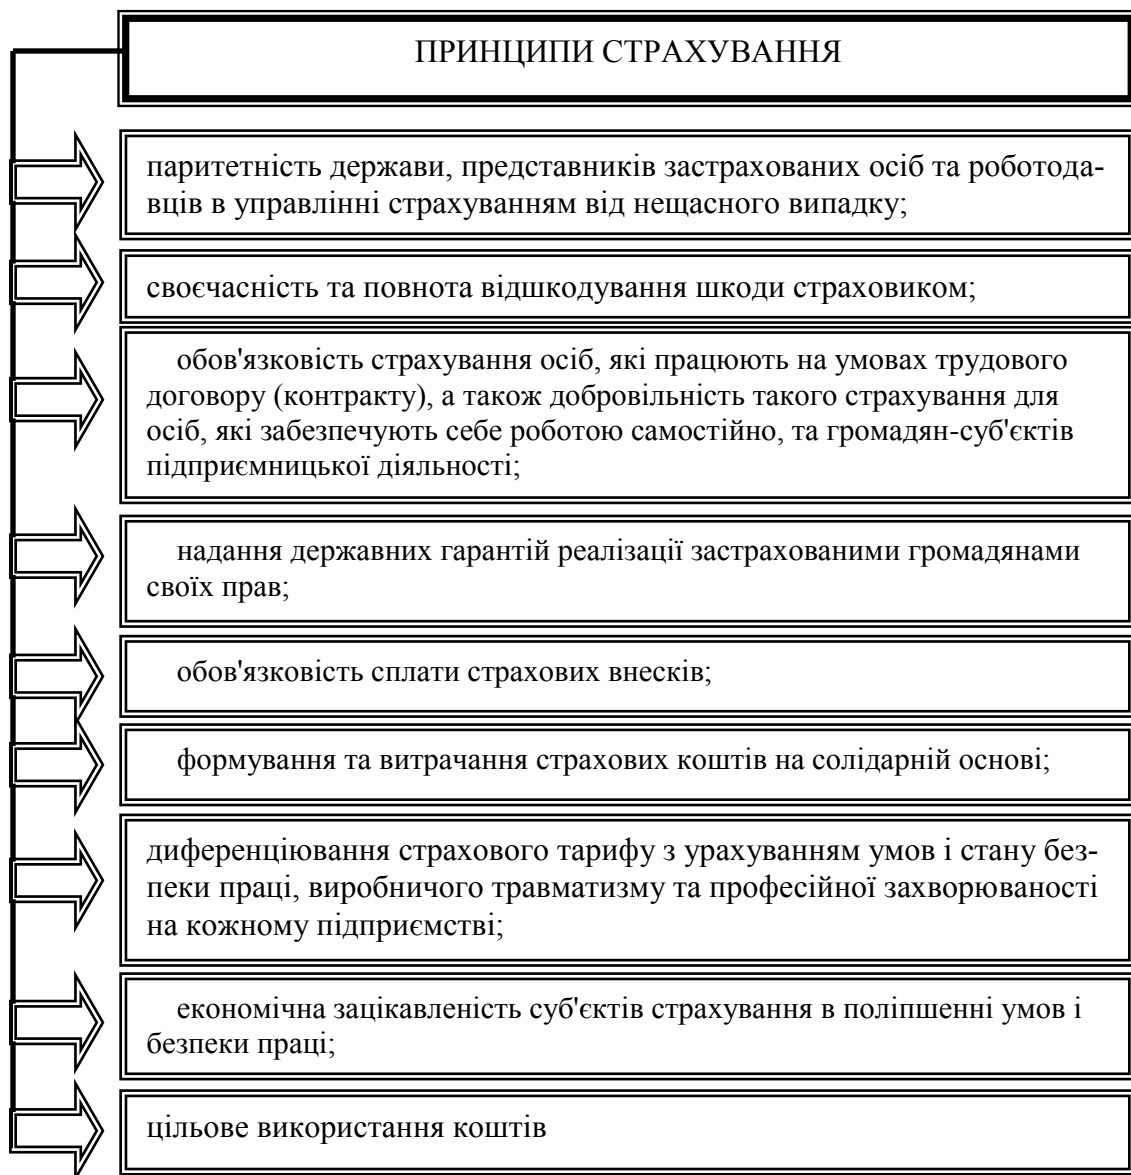 ПРИНЦИПИ СТРАХУВАННЯ
паритетність держави, представників застрахованих осіб та роботода-
вців в управлінні страхуванням від нещасного випадку;
своєчасність та повнота відшкодування шкоди страховиком;
обов'язковість страхування осіб, які працюють на умовах трудового
договору (контракту), а також добровільність такого страхування для
осіб, які забезпечують себе роботою самостійно, та громадян-суб'єктів
підприємницької діяльності;
надання державних гарантій реалізації застрахованими громадянами
своїх прав;
обов'язковість сплати страхових внесків;
формування та витрачання страхових коштів на солідарній основі;
диференціювання страхового тарифу з урахуванням умов і стану без-
пеки праці, виробничого травматизму та професійної захворюваності
на кожному підприємстві;
економічна зацікавленість суб'єктів страхування в поліпшенні умов і
безпеки праці;
цільове використання коштів